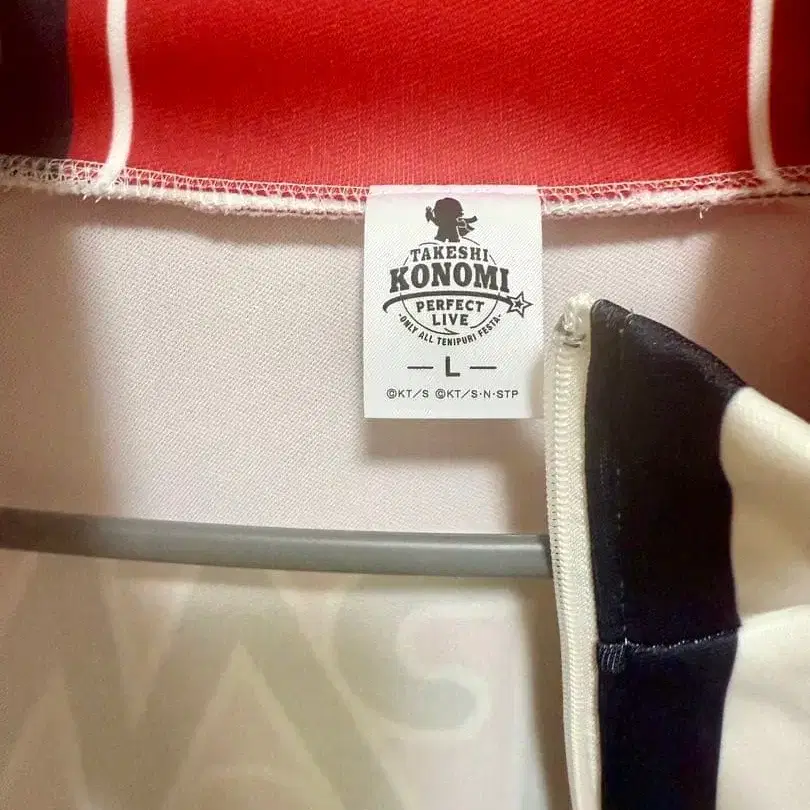 TAKESHI
KONOMI
PERFECT
LIVE
-ONLY ALL TENIPURI FESTA-
— L —
©KT/S ©KT/S·N·STP